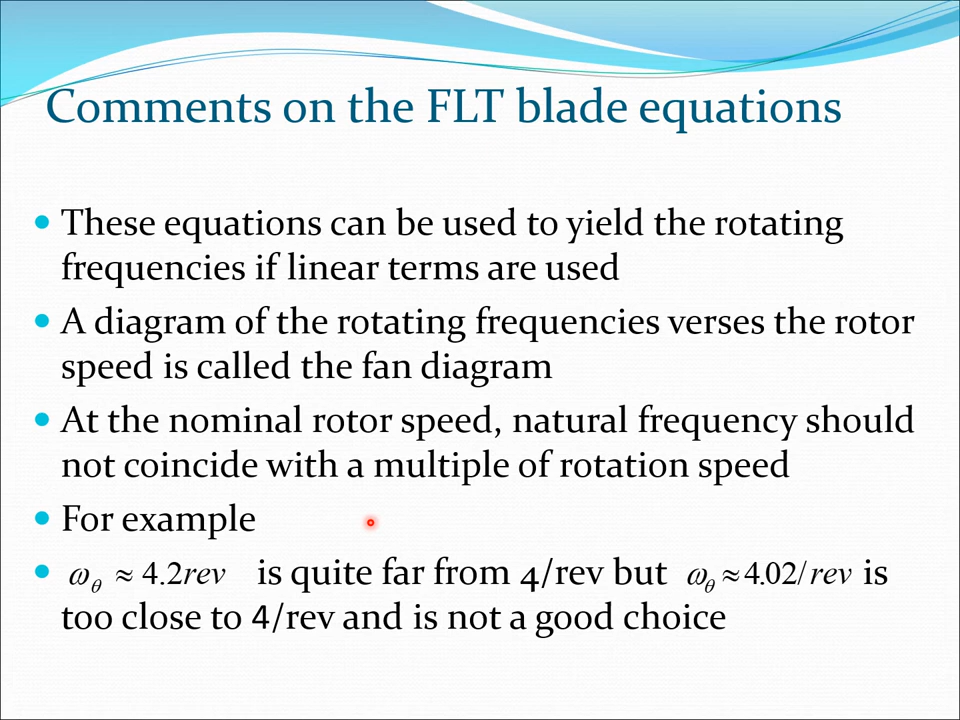 Comments on the FLT blade equations
• These equations can be used to yield the rotating
frequencies if linear terms are used
• A diagram of the rotating frequencies verses the rotor
speed is called the fan diagram
• At the nominal rotor speed, natural frequency should
not coincide with a multiple of rotation speed
• For example
• ω_θ ≈ 4.2rev is quite far from 4/rev but ω_θ ≈ 4.02/rev is
too close to 4/rev and is not a good choice